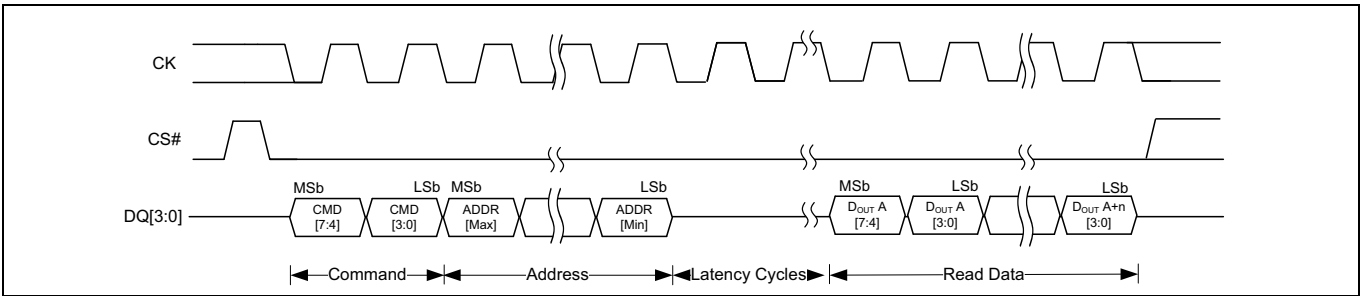 CK
CS#
MSb LSb MSb LSb MSb LSb LSb
DQ[3:0] CMD [7:4] CMD [3:0] ADDR [Max] ADDR [Min] DOUT A [7:4] DOUT A [3:0] DOUT A+n [3:0]
Command Address Latency Cycles Read Data